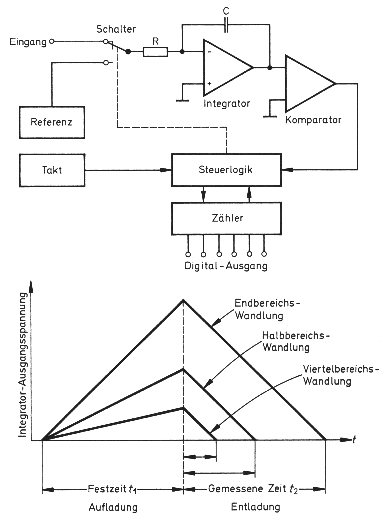 C
Schalter
Eingang
R
-
+
Integrator
Komparator
Referenz
Takt
Steuerlogik
Zähler
Digital-Ausgang
Integrator-Ausgangsspannung
Endbereichs-
Wandlung
Halbbereichs-
Wandlung
Viertelbereichs-
Wandlung
t
Festzeit t₁
Gemessene Zeit t₂
Aufladung
Entladung